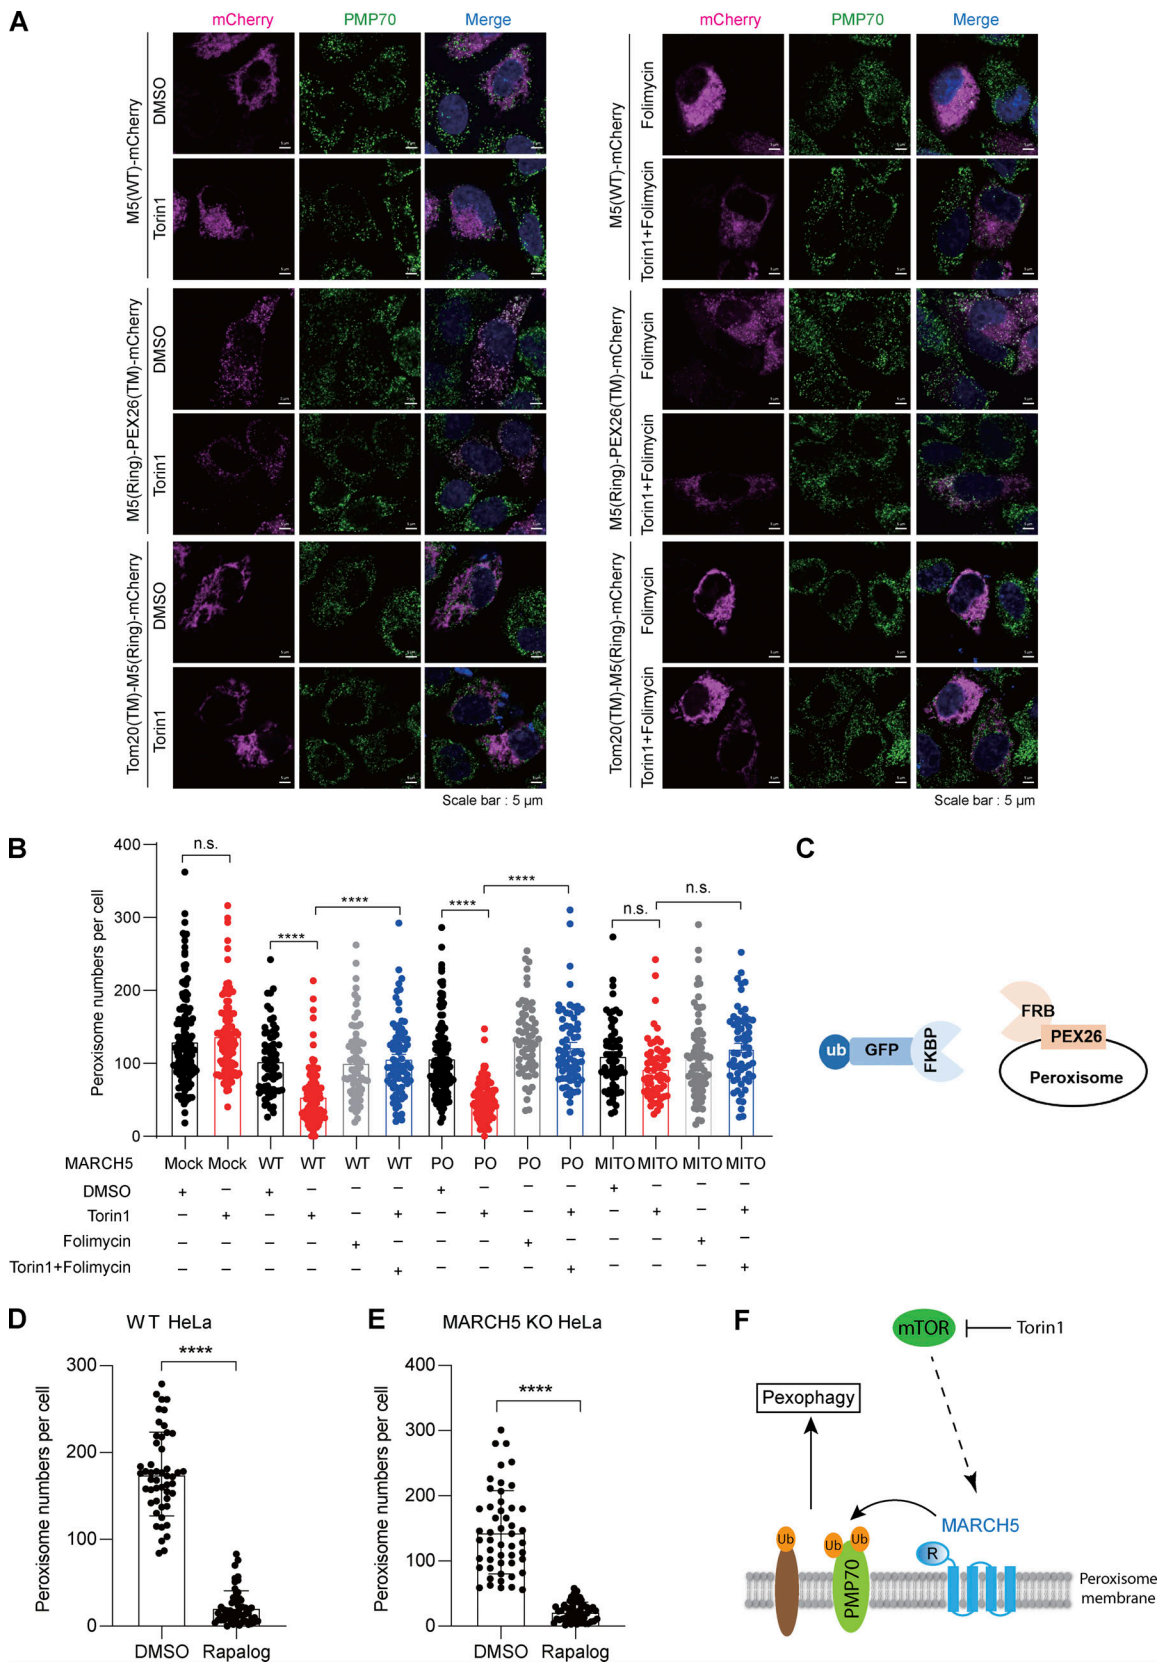 A
mCherry PMP70 Merge
mCherry PMP70 Merge
M5(WT)-mCherry
DMSO
Torin1
M5(Ring)-PEX26(TM)-mCherry
DMSO
Torin1
Tom20(TM)-M5(Ring)-mCherry
DMSO
Torin1
Scale bar : 5 μm
M5(WT)-mCherry
Folimycin
Torin1+Folimycin
M5(Ring)-PEX26(TM)-mCherry
Folimycin
Torin1+Folimycin
Tom20(TM)-M5(Ring)-mCherry
Folimycin
Torin1+Folimycin
Scale bar : 5 μm
B
Peroxisome numbers per cell
400
300
200
100
0
n.s.
****
****
****
****
n.s.
n.s.
MARCH5 Mock Mock WT WT WT WT PO PO PO PO MITO MITO MITO MITO
DMSO + − + − − − + − − − + − − −
Torin1 − + − + − + − + − + − + − +
Folimycin − − − − + − − − + − − − + −
Torin1+Folimycin − − − − − + − − − + − − − +
C
ub GFP FKBP
FRB
PEX26
Peroxisome
D
WT HeLa
****
Peroxisome numbers per cell
300
200
100
0
DMSO Rapalog
E
MARCH5 KO HeLa
****
Peroxisome numbers per cell
400
300
200
100
0
DMSO Rapalog
F
mTOR Torin1
Pexophagy
MARCH5
Ub
Ub Ub
R
PMP70
Peroxisome
membrane